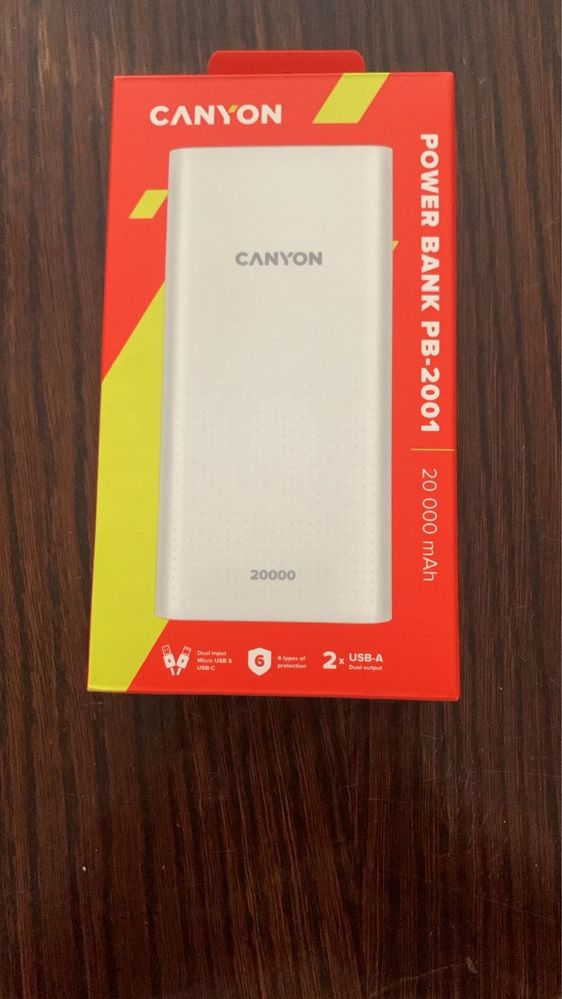 CANYON
POWER BANK PB-2001 | 20 000 mAh
CANYON
20000
Dual input
Micro USB &
USB-C
6
6 types of
protection
2x USB-A
Dual output